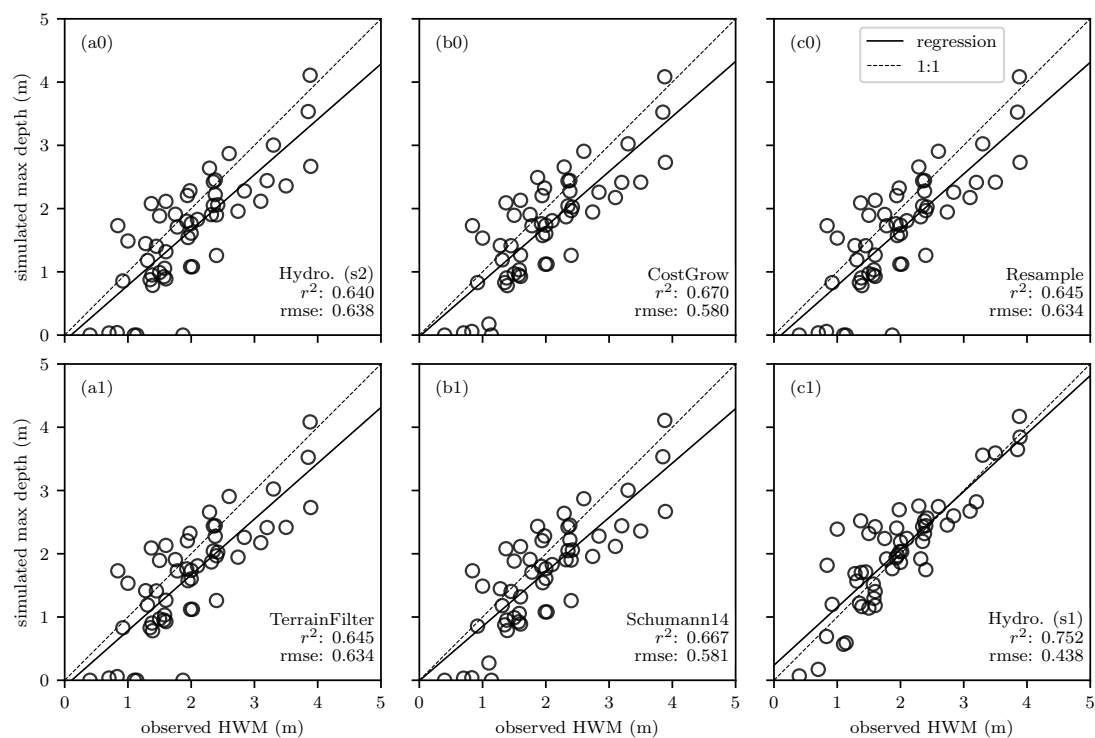 (a0)
Hydro. (s2)
r²: 0.640
rmse: 0.638
simulated max depth (m)
5
4
3
2
1
0
(b0)
CostGrow
r²: 0.670
rmse: 0.580
(c0)
regression
1:1
Resample
r²: 0.645
rmse: 0.634
(a1)
TerrainFilter
r²: 0.645
rmse: 0.634
simulated max depth (m)
5
4
3
2
1
0
0 1 2 3 4 5
observed HWM (m)
(b1)
Schumann14
r²: 0.667
rmse: 0.581
0 1 2 3 4 5
observed HWM (m)
(c1)
Hydro. (s1)
r²: 0.752
rmse: 0.438
0 1 2 3 4 5
observed HWM (m)